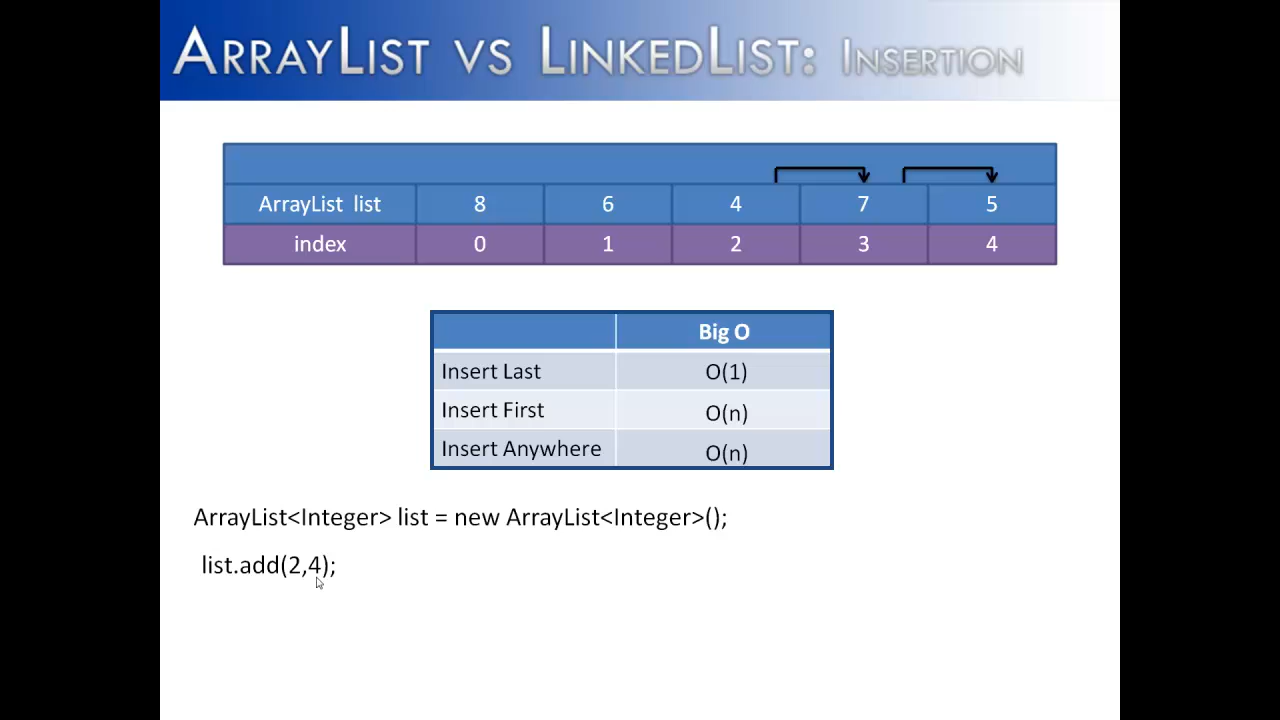 ArrayList vs LinkedList: Insertion
ArrayList list 8 6 4 7 5
index 0 1 2 3 4
Big O
Insert Last O(1)
Insert First O(n)
Insert Anywhere O(n)
ArrayList<Integer> list = new ArrayList<Integer>();
list.add(2,4);